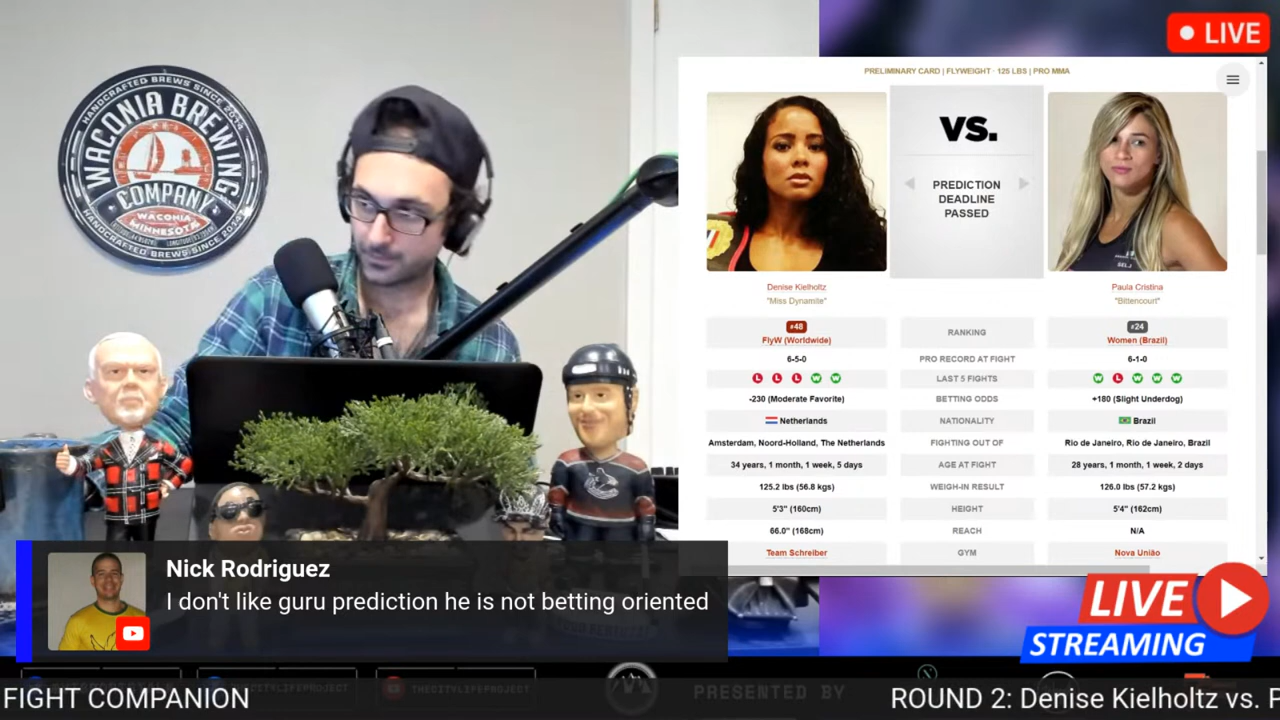 LIVE
HANDCRAFTED BREWS SINCE 2014
WACONIA BREWING
COMPANY
WACONIA
MINNESOTA
PRELIMINARY CARD | FLYWEIGHT · 125 LBS | PRO MMA
VS.
PREDICTION
DEADLINE
PASSED
Denise Kielholtz
"Miss Dynamite"
Paula Cristina
"Bittencourt"
#48 RANKING #24
FlyW (Worldwide) Women (Brazil)
6-5-0 PRO RECORD AT FIGHT 6-1-0
L L L W W LAST 5 FIGHTS W L W W W
-230 (Moderate Favorite) BETTING ODDS +180 (Slight Underdog)
Netherlands NATIONALITY Brazil
Amsterdam, Noord-Holland, The Netherlands FIGHTING OUT OF Rio de Janeiro, Rio de Janeiro, Brazil
34 years, 1 month, 1 week, 5 days AGE AT FIGHT 28 years, 1 month, 1 week, 2 days
125.2 lbs (56.8 kgs) WEIGH-IN RESULT 126.0 lbs (57.2 kgs)
5'3" (160cm) HEIGHT 5'4" (162cm)
66.0" (168cm) REACH N/A
Team Schreiber GYM Nova União
Nick Rodriguez
I don't like guru prediction he is not betting oriented
LIVE
STREAMING
THECITYLIFEPROJECT
THECITYLIFEPROJECT
PRESENTED BY
FIGHT COMPANION
ROUND 2: Denise Kielholtz vs.